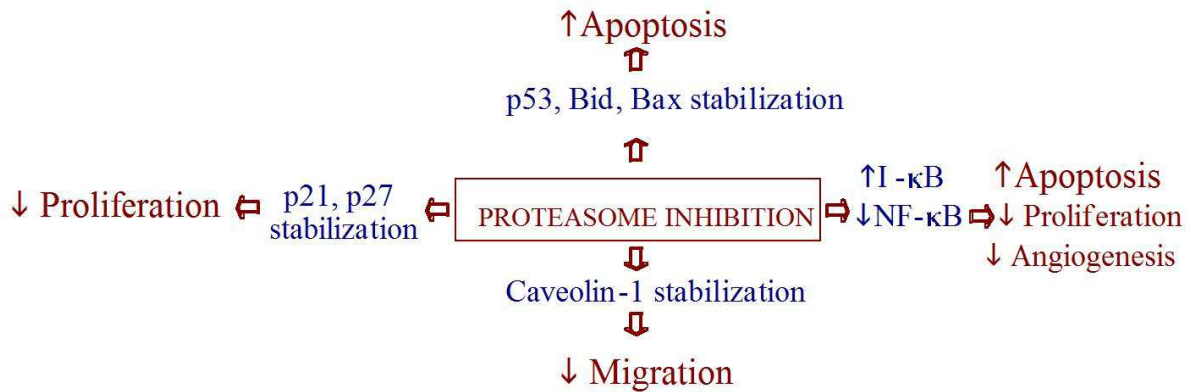 ↑Apoptosis
p53, Bid, Bax stabilization
↓ Proliferation
p21, p27
stabilization
PROTEASOME INHIBITION
↑I -κB
↓NF-κB
↑Apoptosis
↓ Proliferation
↓ Angiogenesis
Caveolin-1 stabilization
↓ Migration